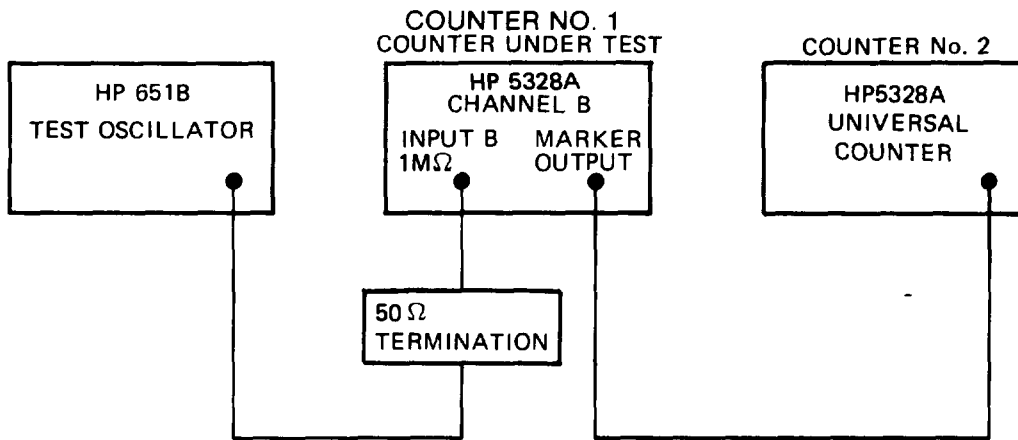 COUNTER NO. 1
COUNTER UNDER TEST
COUNTER No. 2
HP 651B
TEST OSCILLATOR
HP 5328A
CHANNEL B
INPUT B
1MΩ
MARKER
OUTPUT
HP5328A
UNIVERSAL
COUNTER
50 Ω
TERMINATION